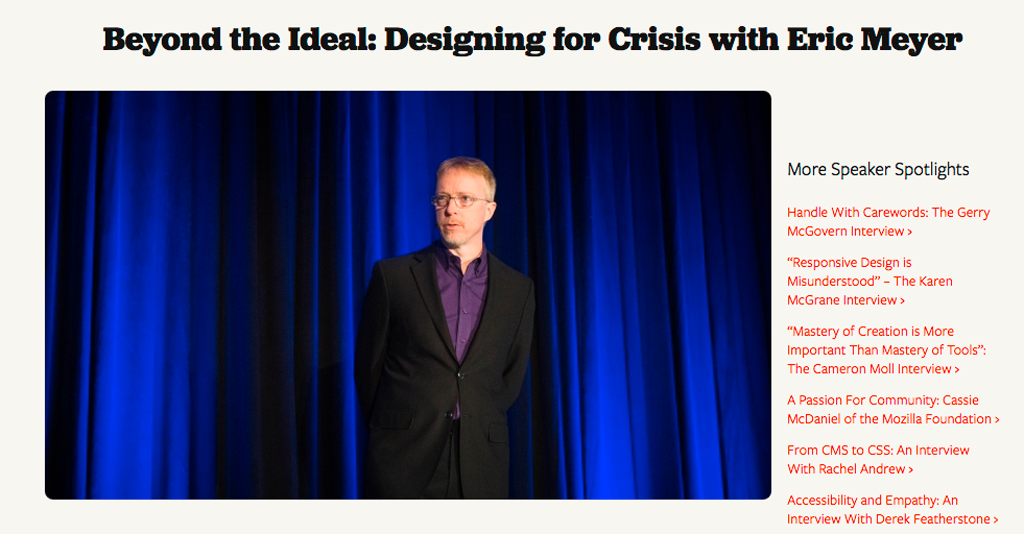 Beyond the Ideal: Designing for Crisis with Eric Meyer
More Speaker Spotlights
Handle With Carewords: The Gerry
McGovern Interview ›
“Responsive Design is
Misunderstood” – The Karen
McGrane Interview ›
“Mastery of Creation is More
Important Than Mastery of Tools”:
The Cameron Moll Interview ›
A Passion For Community: Cassie
McDaniel of the Mozilla Foundation ›
From CMS to CSS: An Interview
With Rachel Andrew ›
Accessibility and Empathy: An
Interview With Derek Featherstone ›